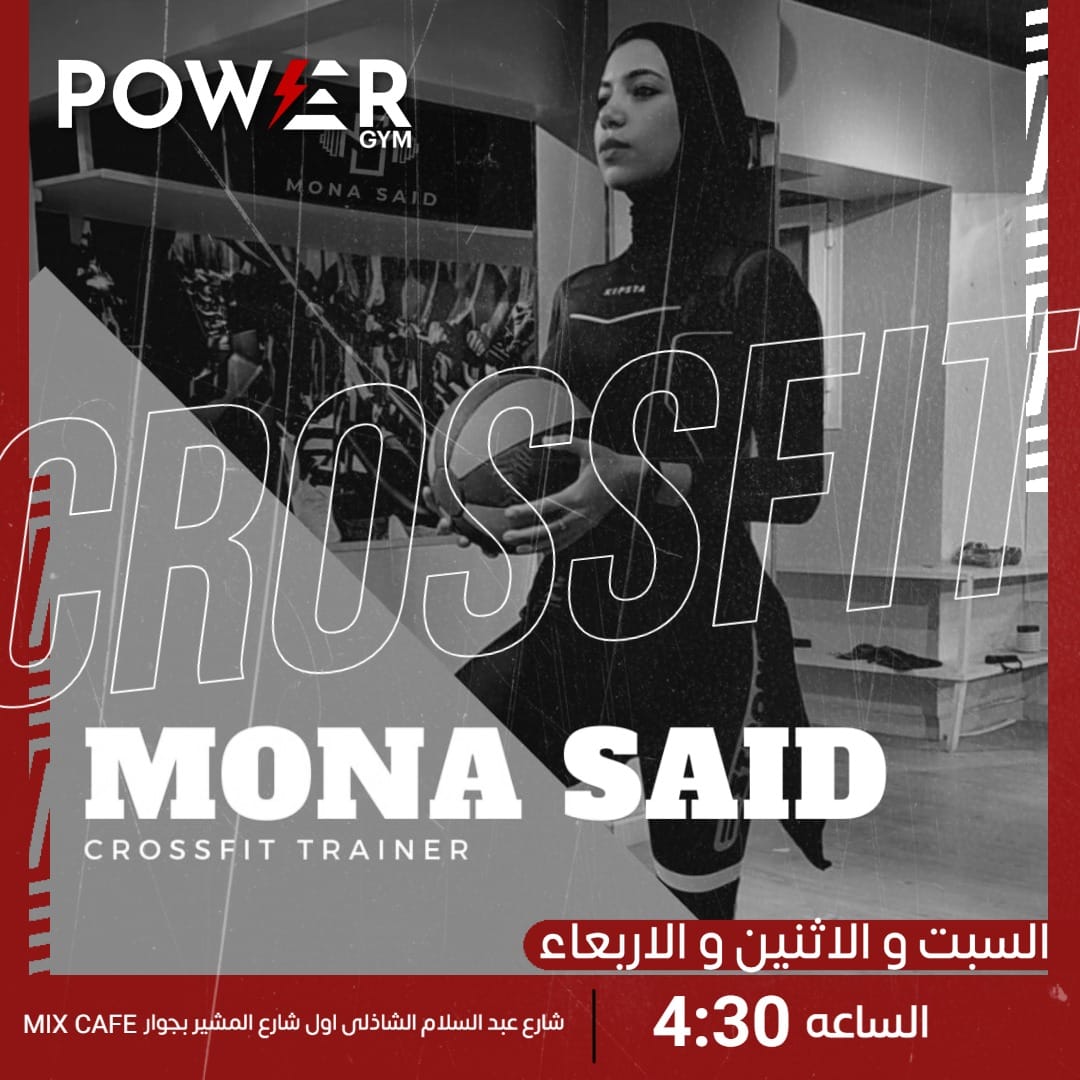 POWER
GYM
MONA SAID
KIPSTA
CROSSFIT
MONA SAID
CROSSFIT TRAINER
السبت و الاثنين و الاربعاء
الساعه 4:30
شارع عبد السلام الشاذلى اول شارع المشير بجوار MIX CAFE